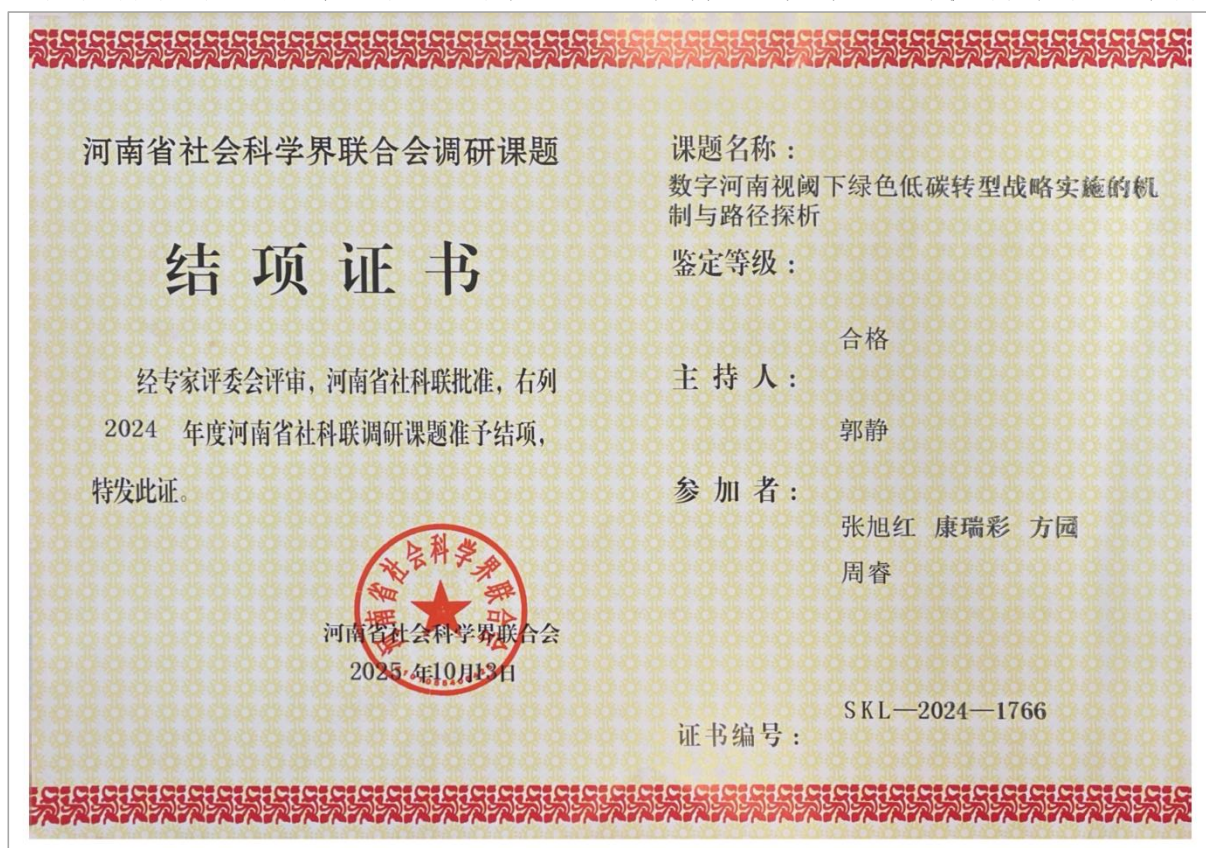 河南省社会科学界联合会调研课题
结项证书
经专家评委会评审，河南省社科联批准，右列
2024 年度河南省社科联调研课题准予结项，
特发此证。
河南省社会科学界联合会
河南省社会科学界联合会
2025年10月13日
课题名称：
数字河南视阈下绿色低碳转型战略实施的机
制与路径探析
鉴定等级：
合格
主持人：
郭静
参加者：
张旭红 康瑞彩 方园
周睿
SKL—2024—1766
证书编号：